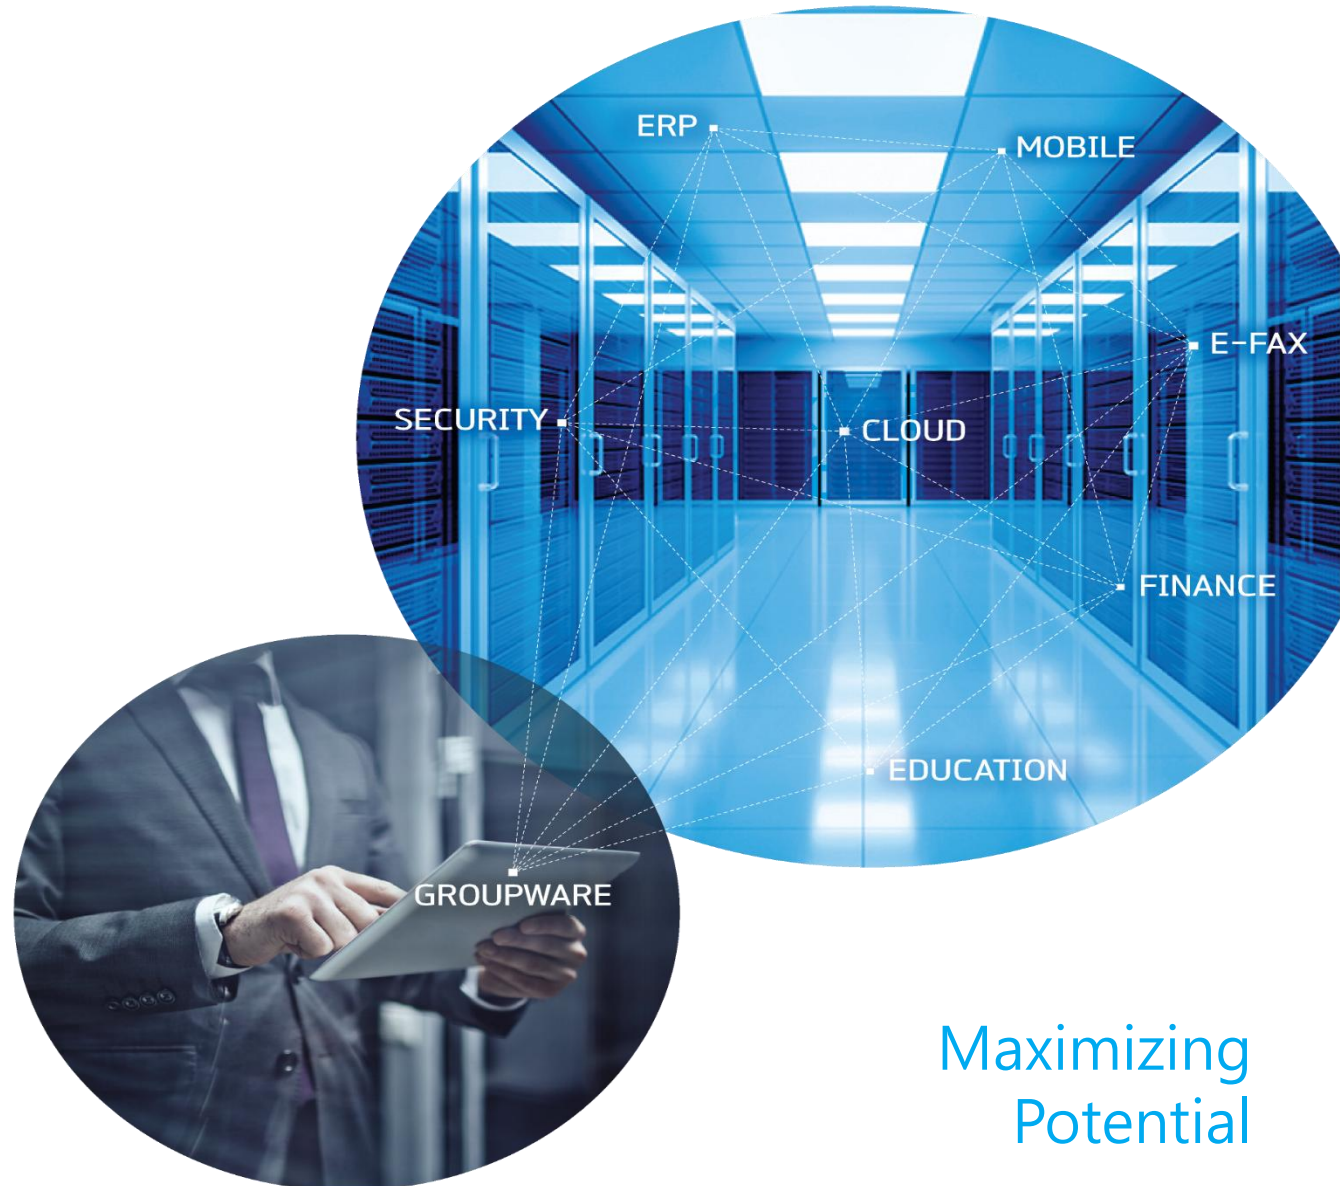 ERP
MOBILE
E-FAX
SECURITY
CLOUD
FINANCE
EDUCATION
GROUPWARE
Maximizing
Potential